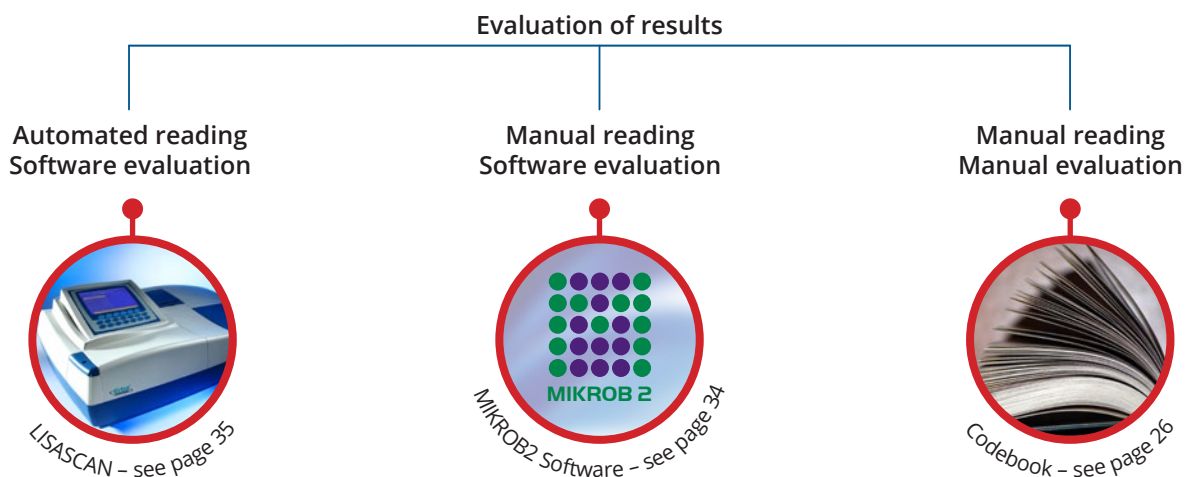 Evaluation of results
Automated reading
Software evaluation
Manual reading
Software evaluation
Manual reading
Manual evaluation
MIKROB 2
LISASCAN – see page 35
MIKROB2 Software – see page 34
Codebook – see page 26